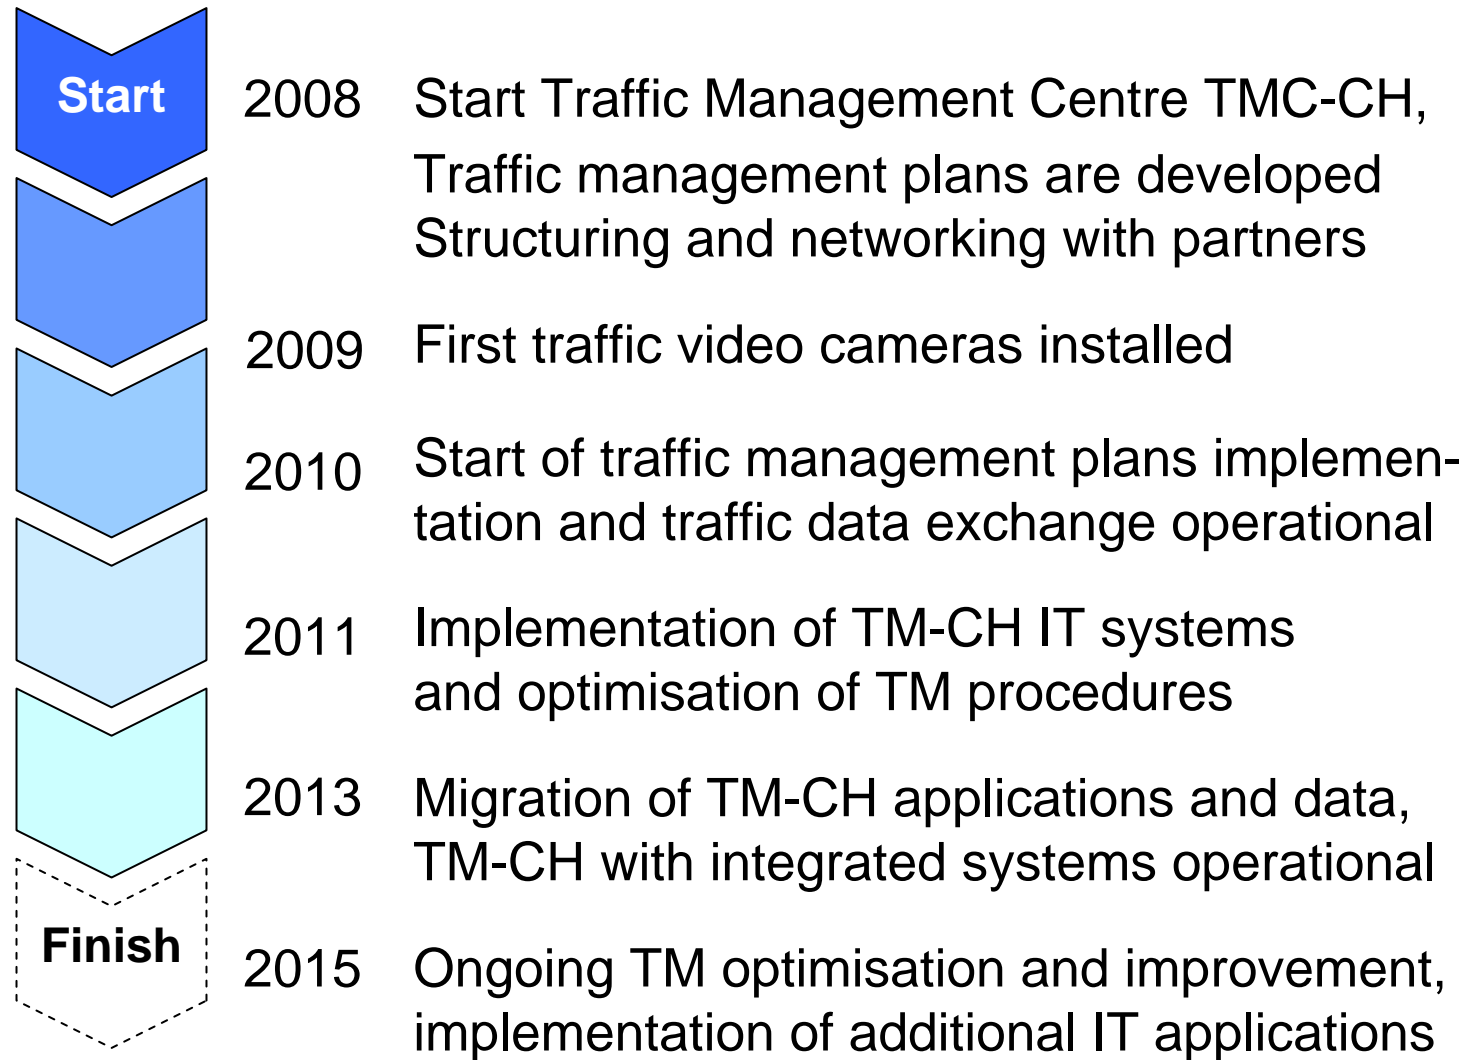 Start
2008 Start Traffic Management Centre TMC-CH,
Traffic management plans are developed
Structuring and networking with partners
2009 First traffic video cameras installed
2010 Start of traffic management plans implemen-
tation and traffic data exchange operational
2011 Implementation of TM-CH IT systems
and optimisation of TM procedures
2013 Migration of TM-CH applications and data,
TM-CH with integrated systems operational
Finish
2015 Ongoing TM optimisation and improvement,
implementation of additional IT applications